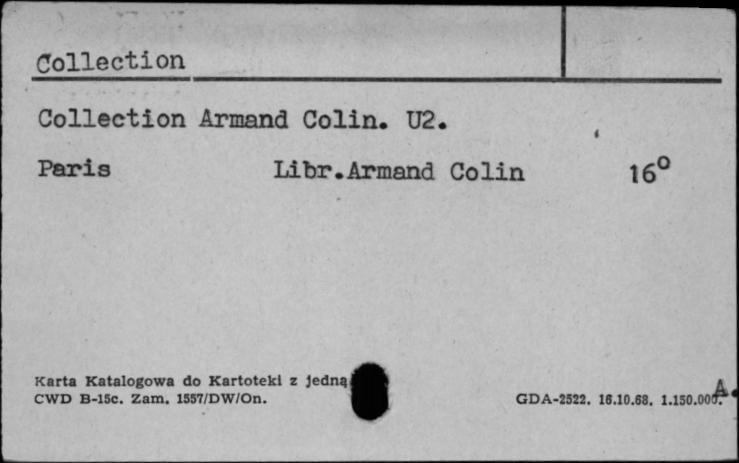 Collection
Collection Armand Colin. U2.
Paris Libr.Armand Colin 16⁰
Karta Katalogowa do Kartoteki z jedną
CWD B-15c. Zam. 1557/DW/On.
GDA-2522. 16.10.68. 1.150.000.
A.